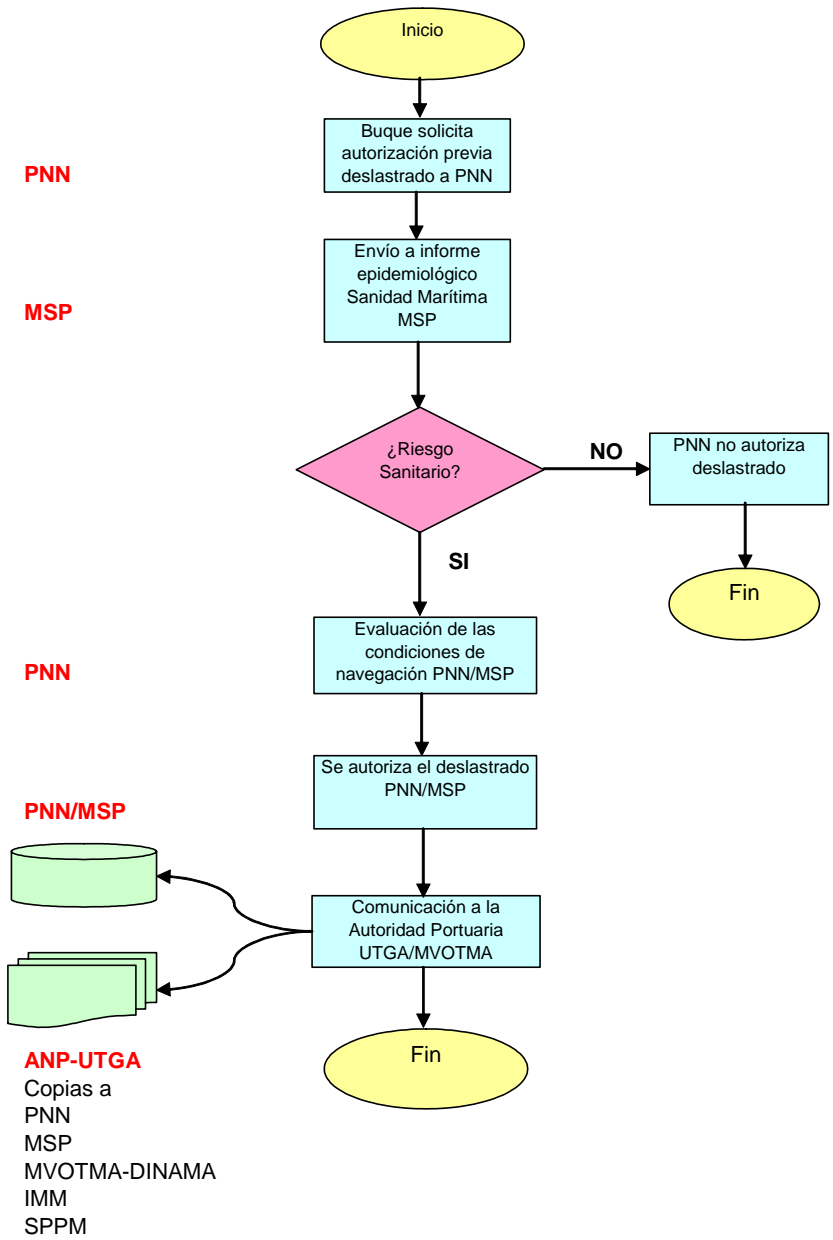 Inicio
Buque solicita
autorización previa
deslastrado a PNN
PNN
Envío a informe
epidemiológico
Sanidad Marítima
MSP
MSP
¿Riesgo
Sanitario?
NO
PNN no autoriza
deslastrado
SI
Fin
Evaluación de las
condiciones de
navegación PNN/MSP
PNN
Se autoriza el deslastrado
PNN/MSP
PNN/MSP
Comunicación a la
Autoridad Portuaria
UTGA/MVOTMA
Fin
ANP-UTGA
Copias a
PNN
MSP
MVOTMA-DINAMA
IMM
SPPM